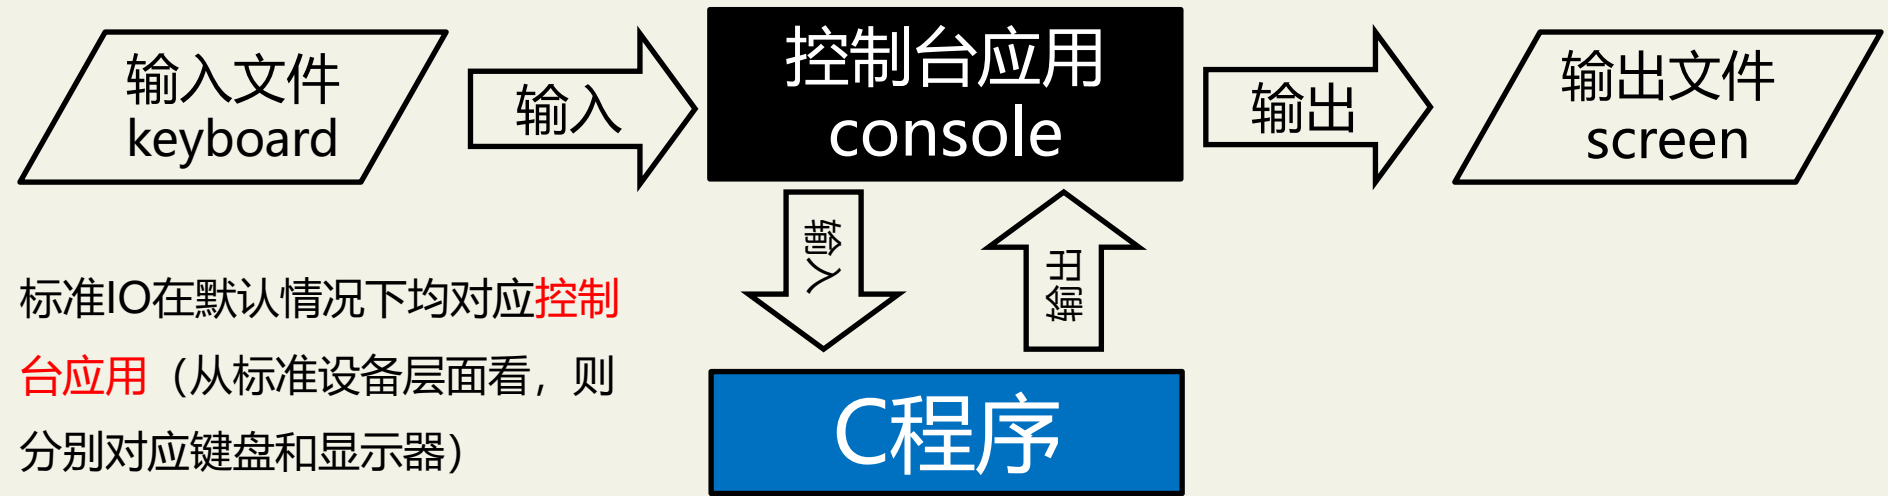 输入文件
keyboard
输入
控制台应用
console
输出
输出文件
screen
输入
输出
标准IO在默认情况下均对应控制
台应用（从标准设备层面看，则
分别对应键盘和显示器）
C程序